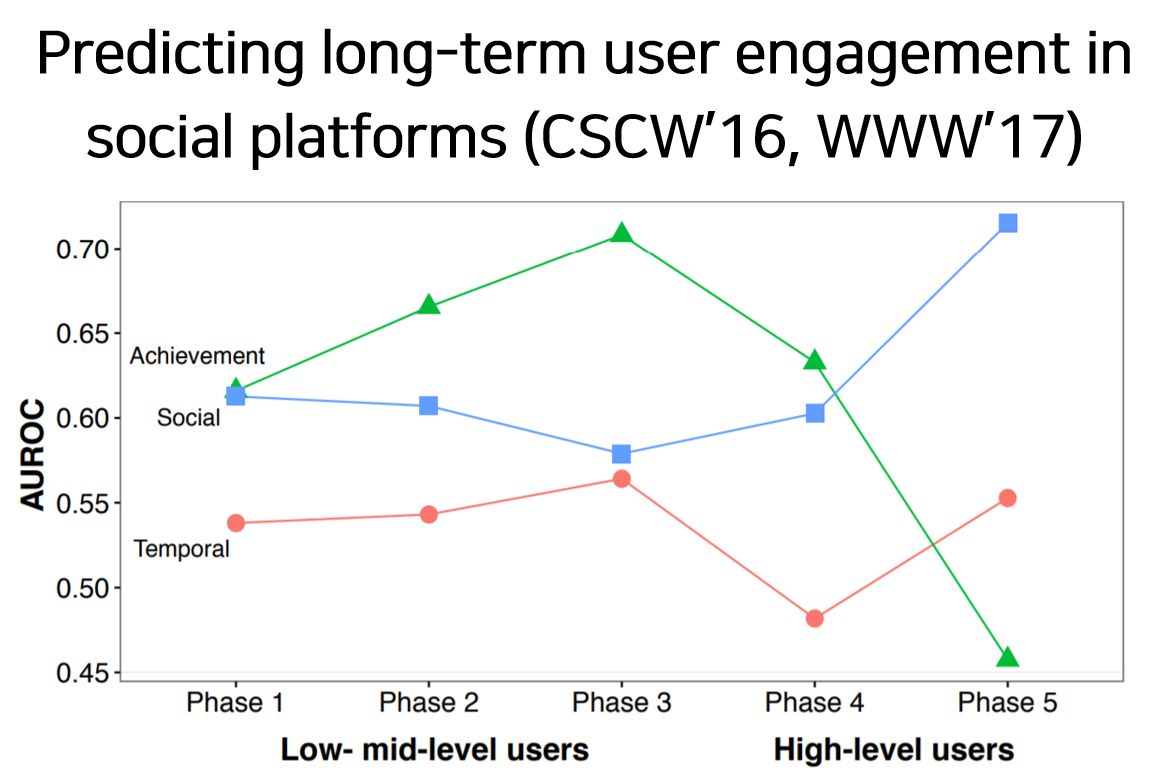 Predicting long-term user engagement in
social platforms (CSCW'16, WWW'17)
0.70
0.65
Achievement
0.60
Social
AUROC
0.55
Temporal
0.50
0.45
Phase 1 Phase 2 Phase 3 Phase 4 Phase 5
Low- mid-level users High-level users